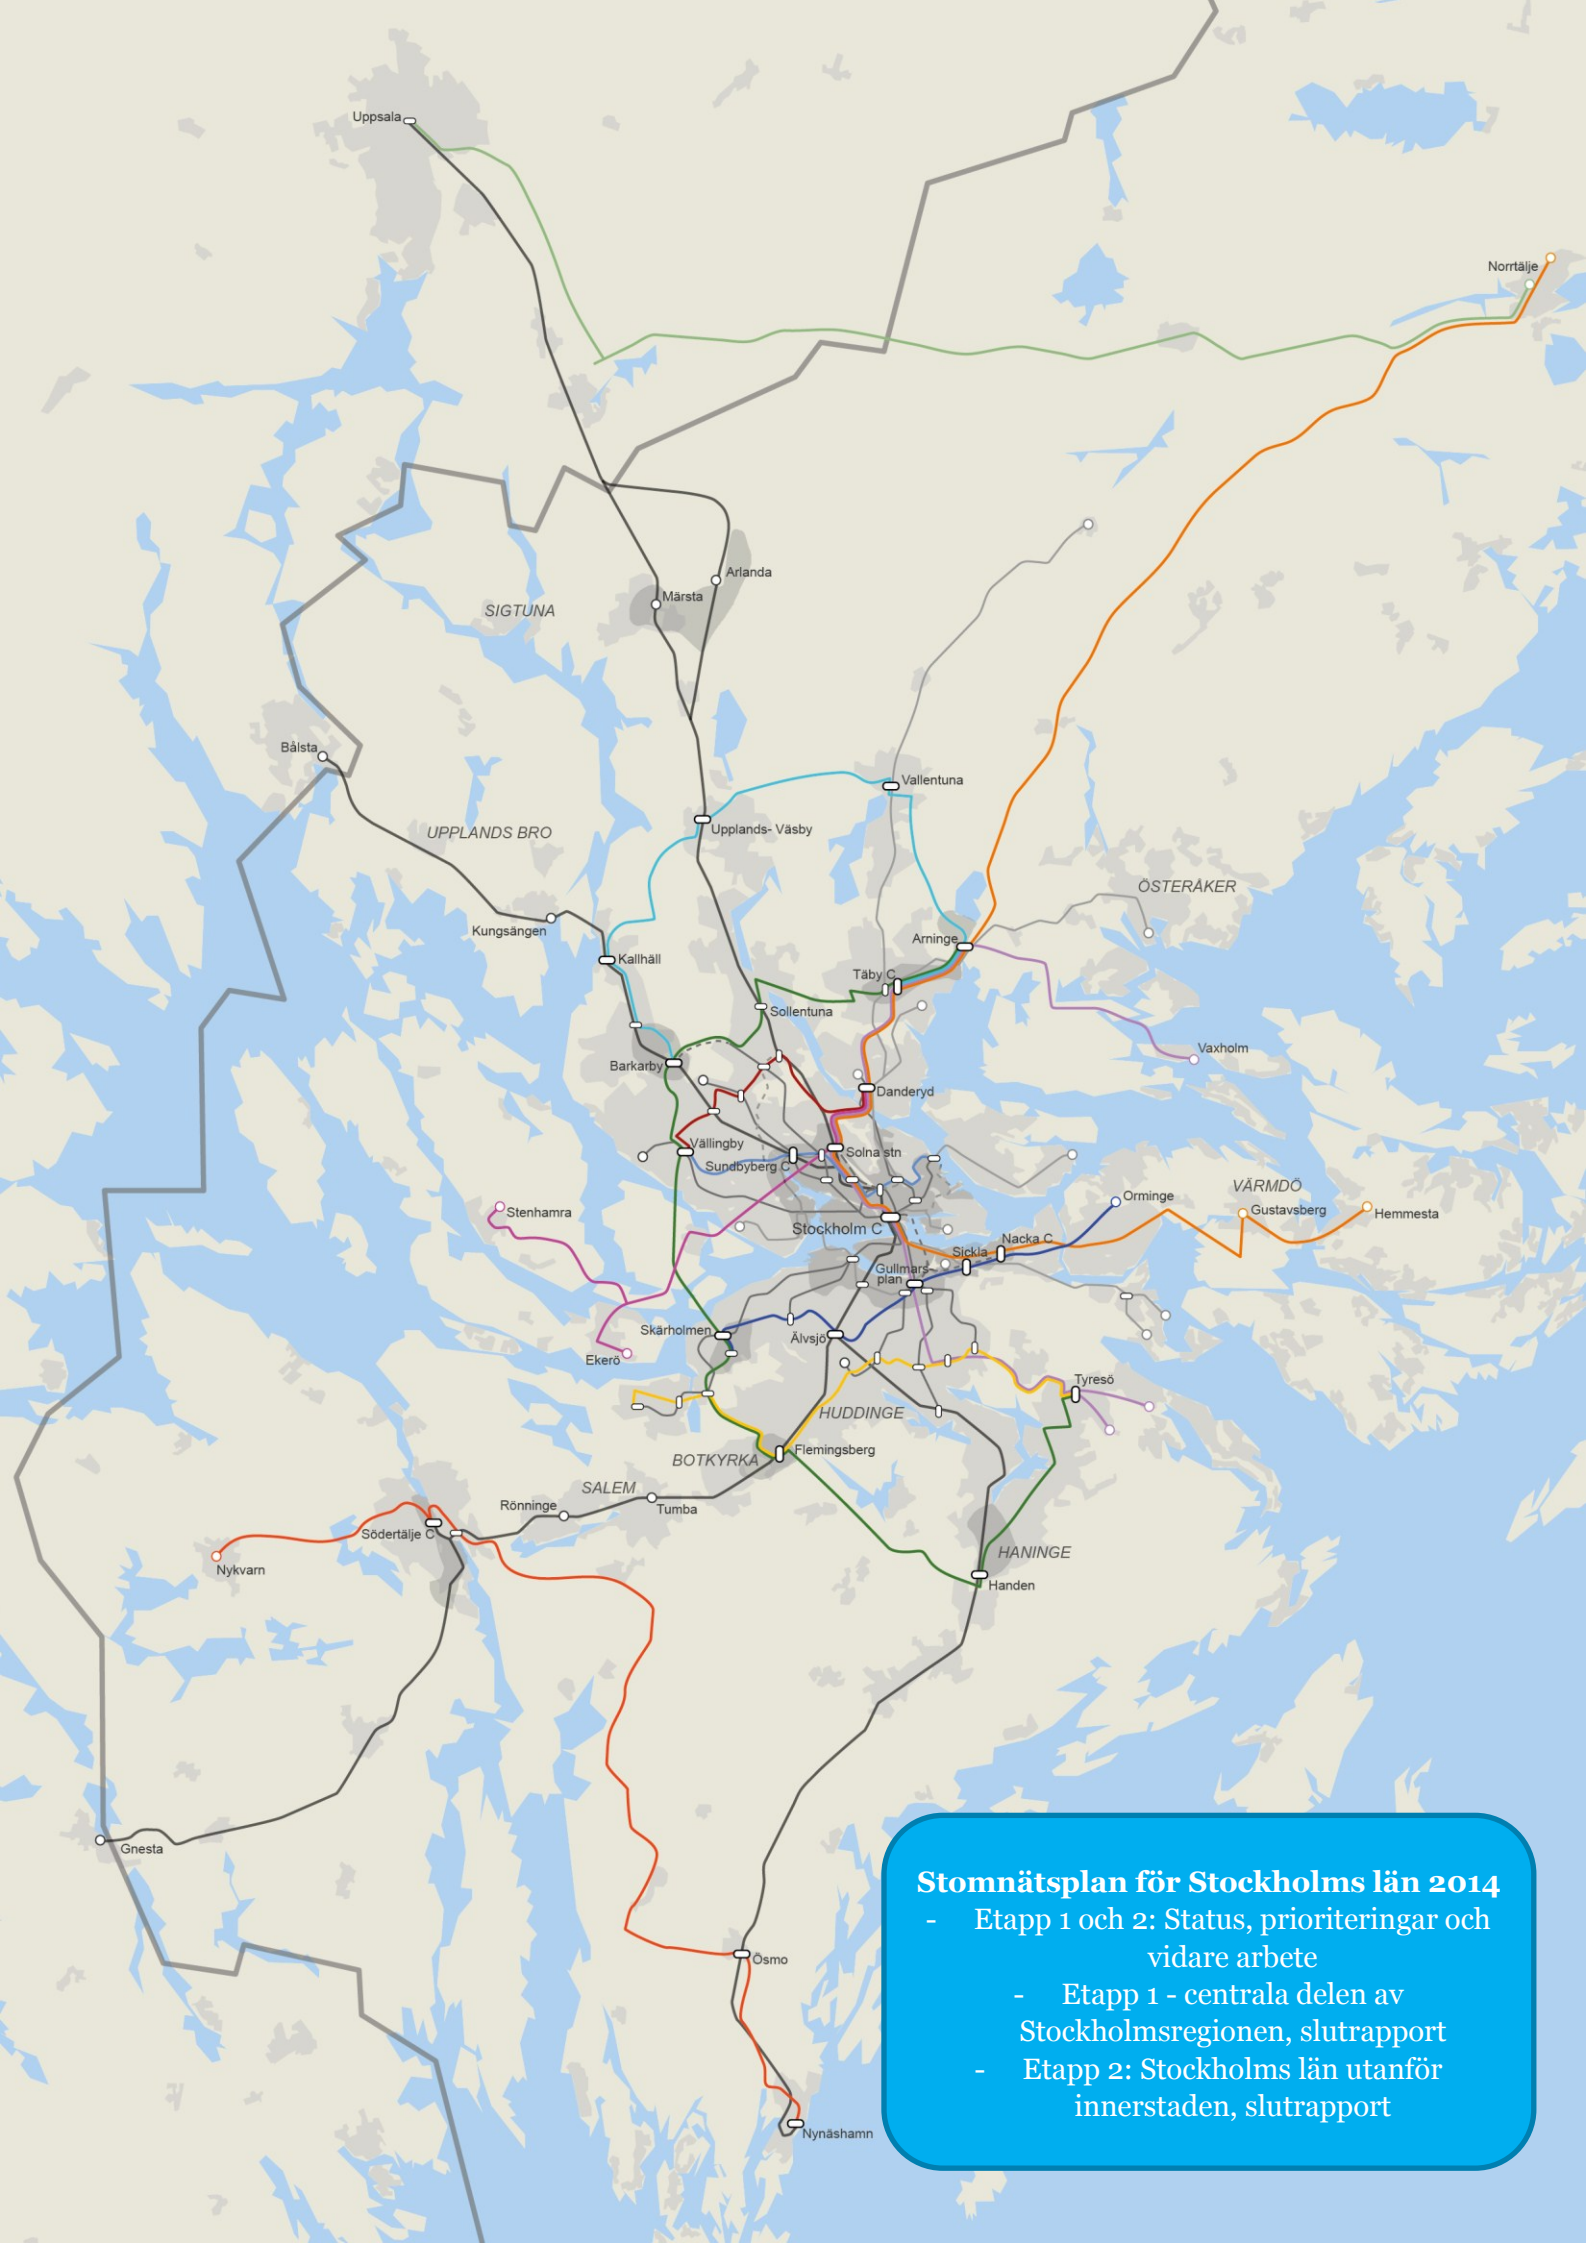 Uppsala
Norrtälje
Arlanda
Märsta
SIGTUNA
Bålsta
Vallentuna
Upplands- Väsby
UPPLANDS BRO
ÖSTERÅKER
Kungsängen
Arninge
Kallhäll
Täby C
Sollentuna
Vaxholm
Barkarby
Danderyd
Vällingby
Solna stn
Sundbyberg C
VÄRMDÖ
Orminge
Stenhamra
Gustavsberg
Hemmesta
Stockholm C
Nacka C
Sickla
Gullmars-
plan
Skärholmen
Älvsjö
Ekerö
Tyresö
HUDDINGE
Flemingsberg
BOTKYRKA
SALEM
Rönninge
Tumba
Södertälje C
HANINGE
Nykvarn
Handen
Gnesta
Ösmo
Nynäshamn
Stomnätsplan för Stockholms län 2014
- Etapp 1 och 2: Status, prioriteringar och
vidare arbete
- Etapp 1 - centrala delen av
Stockholmsregionen, slutrapport
- Etapp 2: Stockholms län utanför
innerstaden, slutrapport